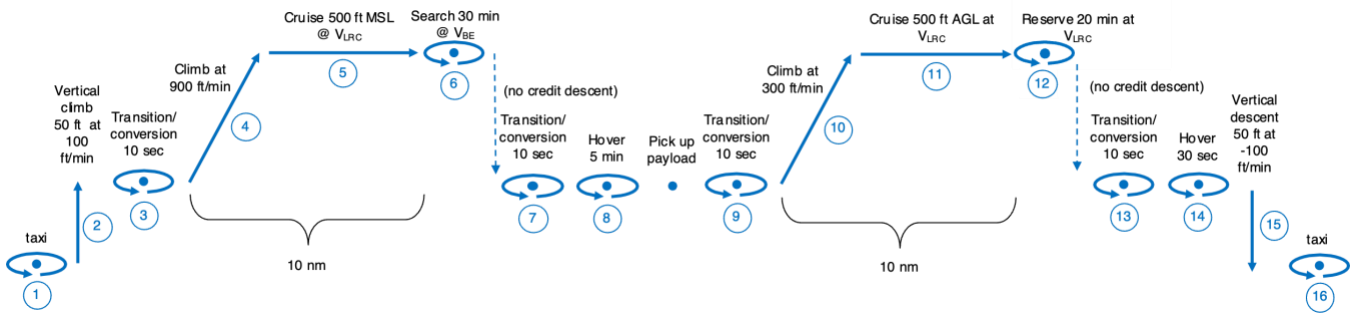 Cruise 500 ft MSL
@ VLRC
Search 30 min
@ VBE
Cruise 500 ft AGL at
VLRC
Reserve 20 min at
VLRC
5
6
11
12
Climb at
900 ft/min
4
Climb at
300 ft/min
10
(no credit descent)
(no credit descent)
Vertical
climb
50 ft at
100
ft/min
2
Transition/
conversion
10 sec
3
Transition/
conversion
10 sec
7
Hover
5 min
8
Pick up
payload
Transition/
conversion
10 sec
9
Transition/
conversion
10 sec
13
Hover
30 sec
14
Vertical
descent
50 ft at
-100
ft/min
15
taxi
1
10 nm
10 nm
taxi
16